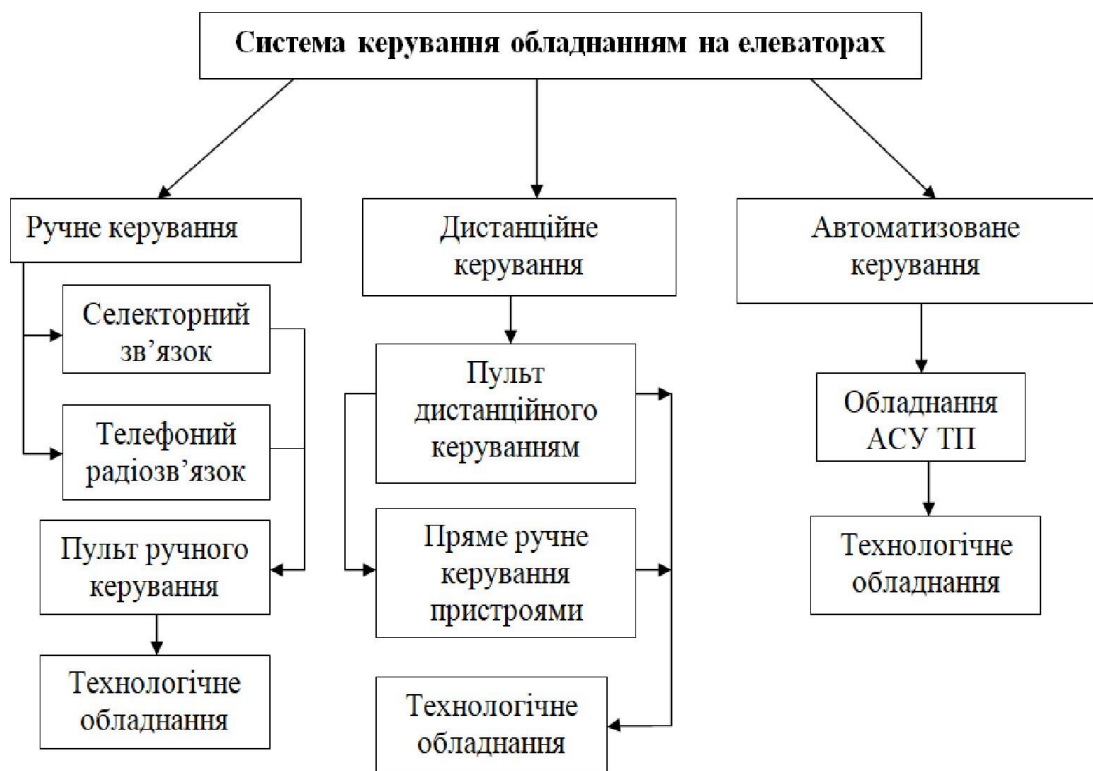 Система керування обладнанням на елеваторах
Ручне керування
Селекторний
зв’язок
Телефоний
радіозв’язок
Пульт ручного
керування
Технологічне
обладнання
Дистанційне
керування
Пульт
дистанційного
керуванням
Пряме ручне
керування
пристроями
Технологічне
обладнання
Автоматизоване
керування
Обладнання
АСУ ТП
Технологічне
обладнання